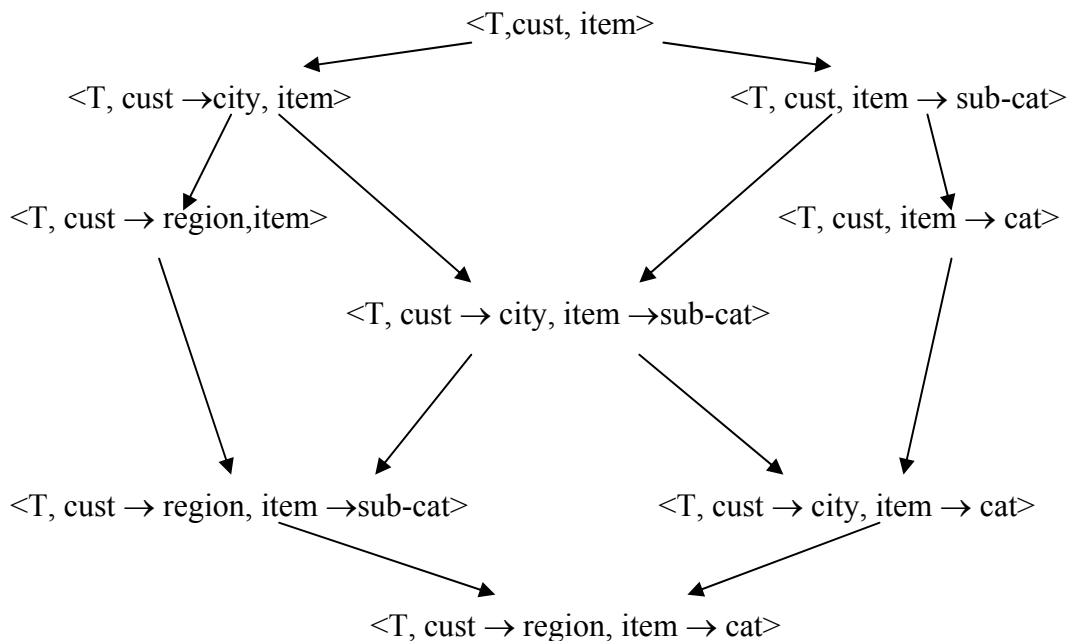 <T,cust, item>
<T, cust →city, item>
<T, cust, item → sub-cat>
<T, cust → region,item>
<T, cust, item → cat>
<T, cust → city, item →sub-cat>
<T, cust → region, item →sub-cat>
<T, cust → city, item → cat>
<T, cust → region, item → cat>